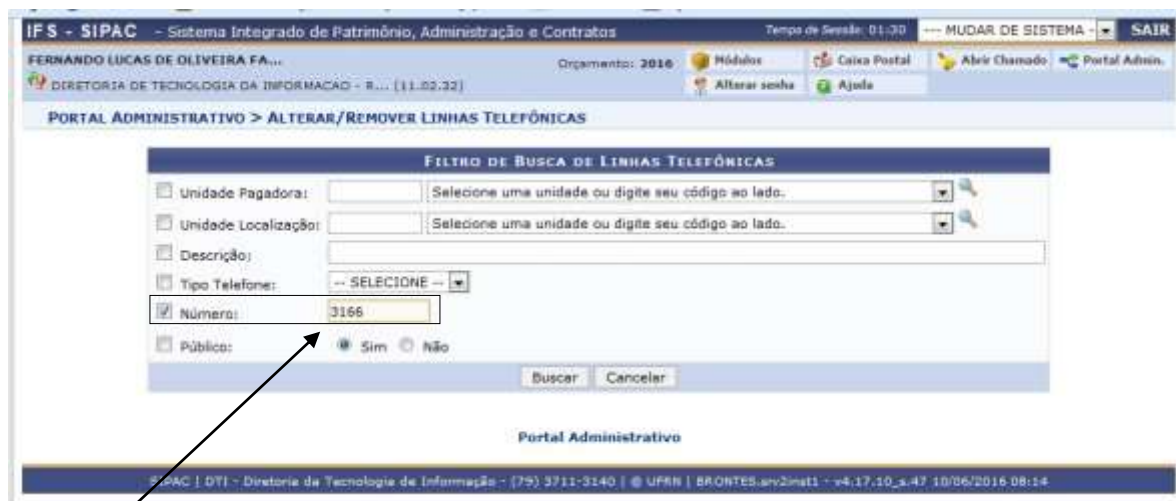 IFS - SIPAC - Sistema Integrado de Patrimônio, Administração e Contratos Tempo de Sessão: 01:30 --- MUDAR DE SISTEMA - SAIR
FERNANDO LUCAS DE OLIVEIRA FA... Orçamento: 2016 Módulos Caixa Postal Abrir Chamado Portal Admin.
DIRETORIA DE TECNOLOGIA DA INFORMACAO - R... (11.02.32) Alterar senha Ajuda
PORTAL ADMINISTRATIVO > ALTERAR/REMOVER LINHAS TELEFÔNICAS
FILTRO DE BUSCA DE LINHAS TELEFÔNICAS
Unidade Pagadora: Selecione uma unidade ou digite seu código ao lado.
Unidade Localização: Selecione uma unidade ou digite seu código ao lado.
Descrição:
Tipo Telefone: -- SELECIONE --
Número: 3166
Público: Sim Não
Buscar Cancelar
Portal Administrativo
SIPAC | DTI - Diretoria da Tecnologia de Informação - (79) 3711-3140 | © UFRN | BRONTES.srv2inst1 - v4.17.10_s.47 10/06/2016 08:14